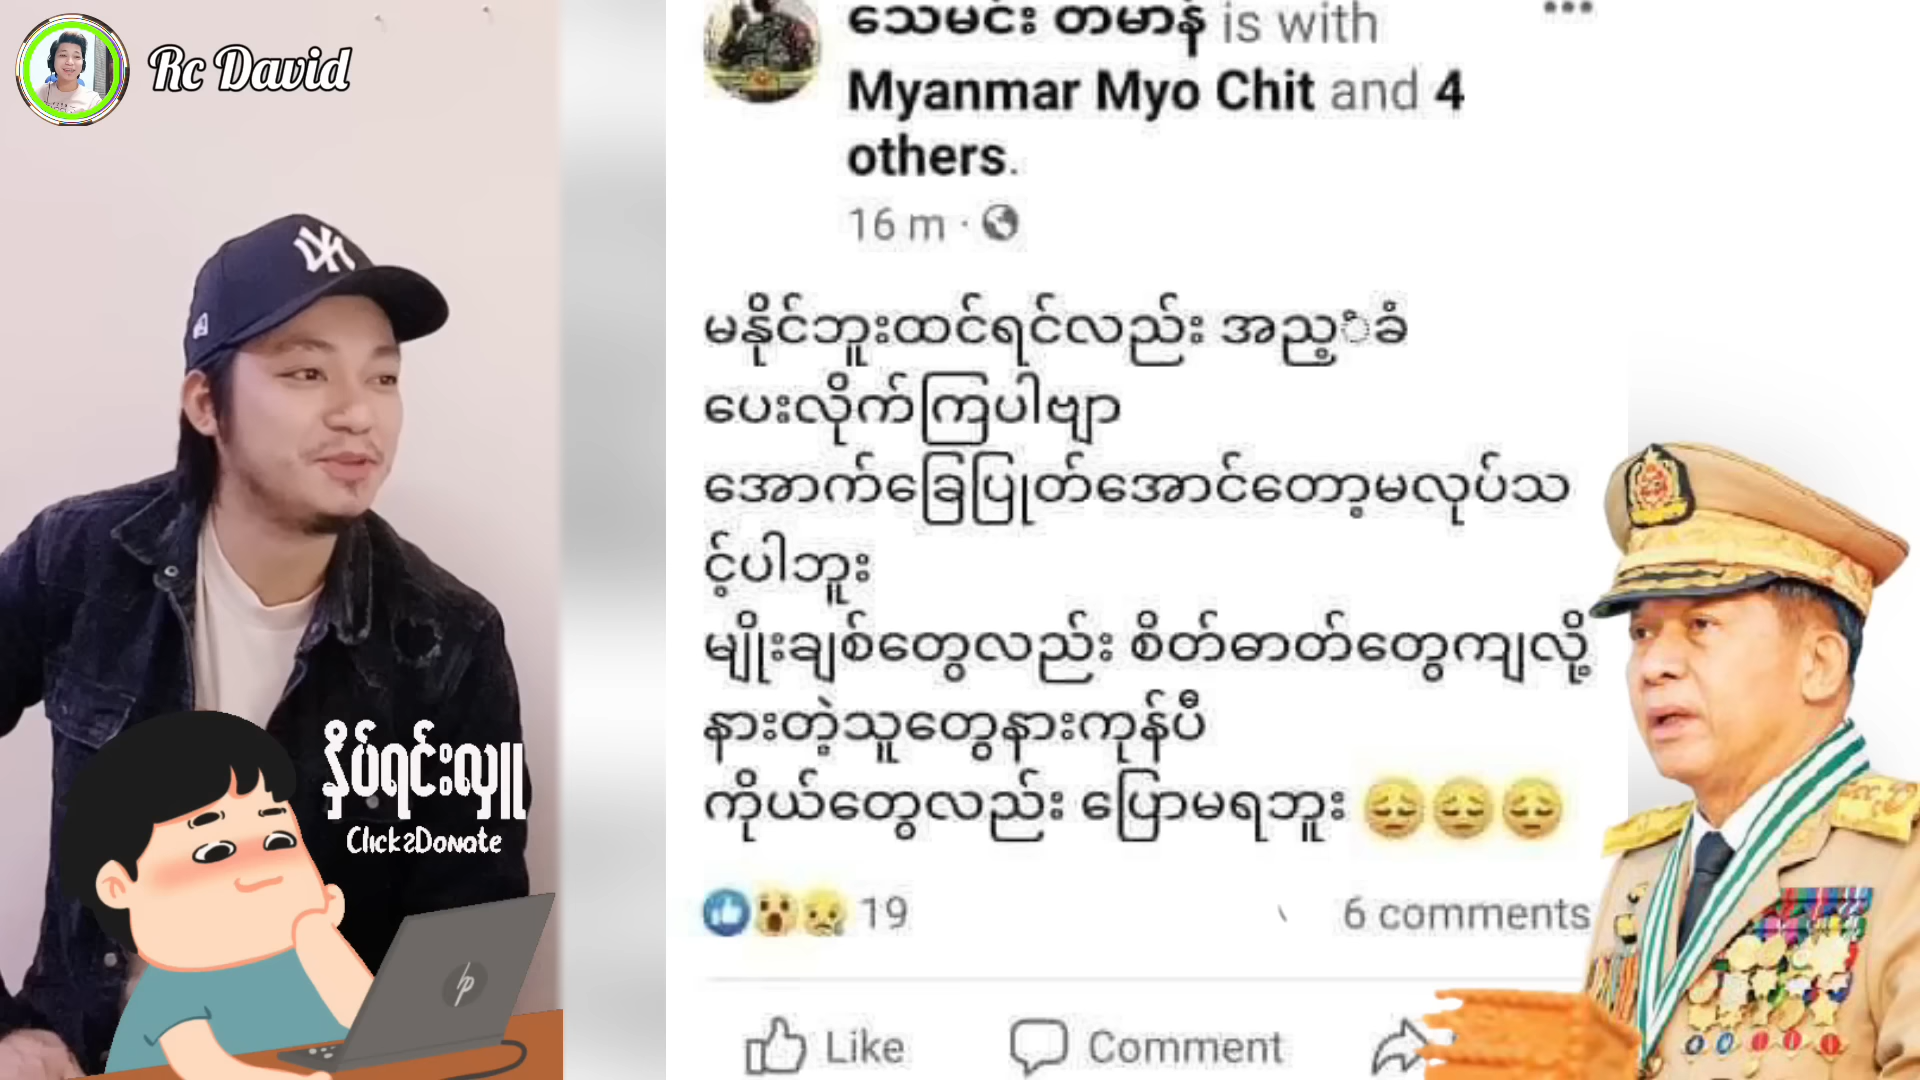 Rc David
သေမင်း တမာန် is with
Myanmar Myo Chit and 4
others.
16 m ·
မနိုင်ဘူးထင်ရင်လည်း အည့ံခံ
ပေးလိုက်ကြပါဗျာ
အောက်ခြေပြုတ်အောင်တော့မလုပ်သ
င့်ပါဘူး
မျိုးချစ်တွေလည်း စိတ်ဓာတ်တွေကျလို့
နားတဲ့သူတွေနားကုန်ပီ
ကိုယ်တွေလည်း ပြောမရဘူး 😔😔😔
19
6 comments
Like
Comment
နှိပ်ရင်းလှူ
Click2Donate
hp